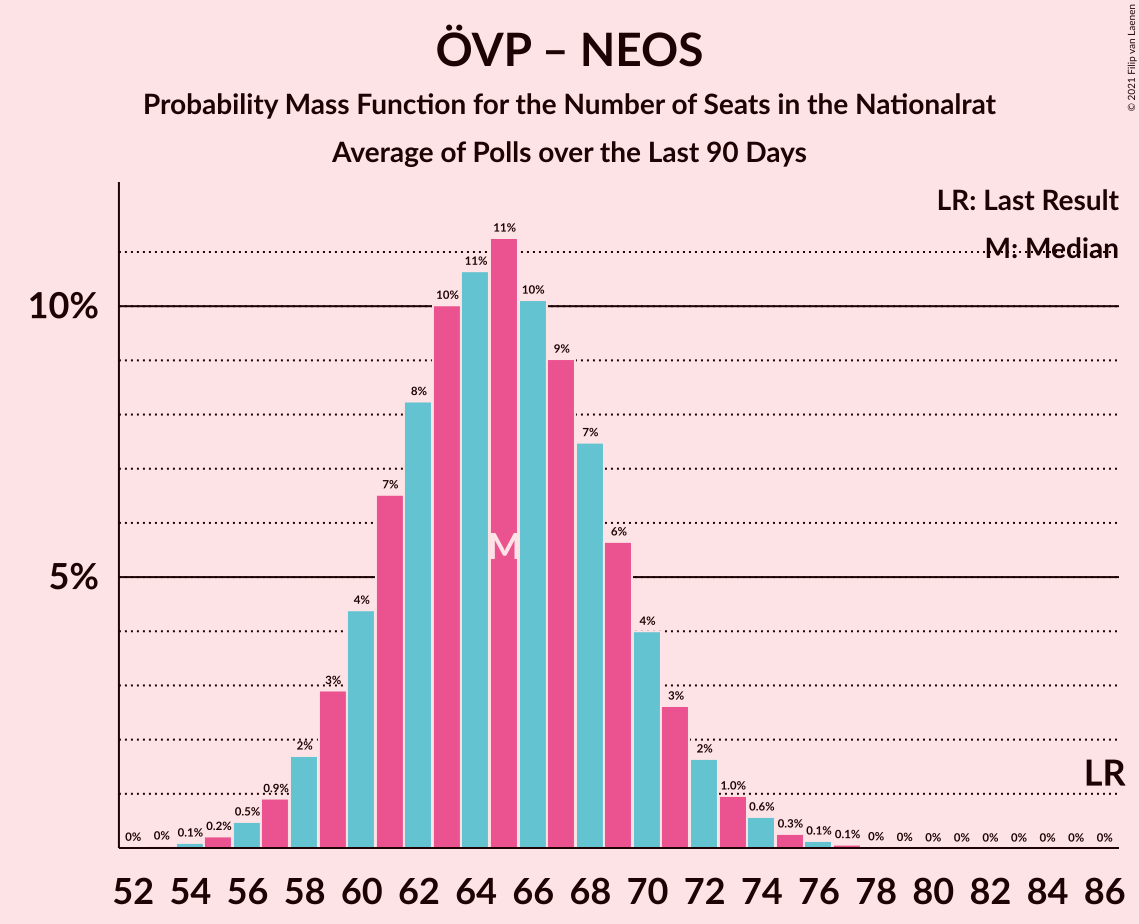 ÖVP – NEOS
Probability Mass Function for the Number of Seats in the Nationalrat
Average of Polls over the Last 90 Days
© 2021 Filip van Laenen
LR: Last Result
M: Median
10%
5%
0% 0% 0.1% 0.2% 0.5% 0.9% 2% 3% 4% 7% 8% 10% 11% 11% 10% 9% 7% 6% 4% 3% 2% 1.0% 0.6% 0.3% 0.1% 0.1% 0% 0% 0% 0% 0% 0% 0% 0% 0%
M
LR
52 54 56 58 60 62 64 66 68 70 72 74 76 78 80 82 84 86